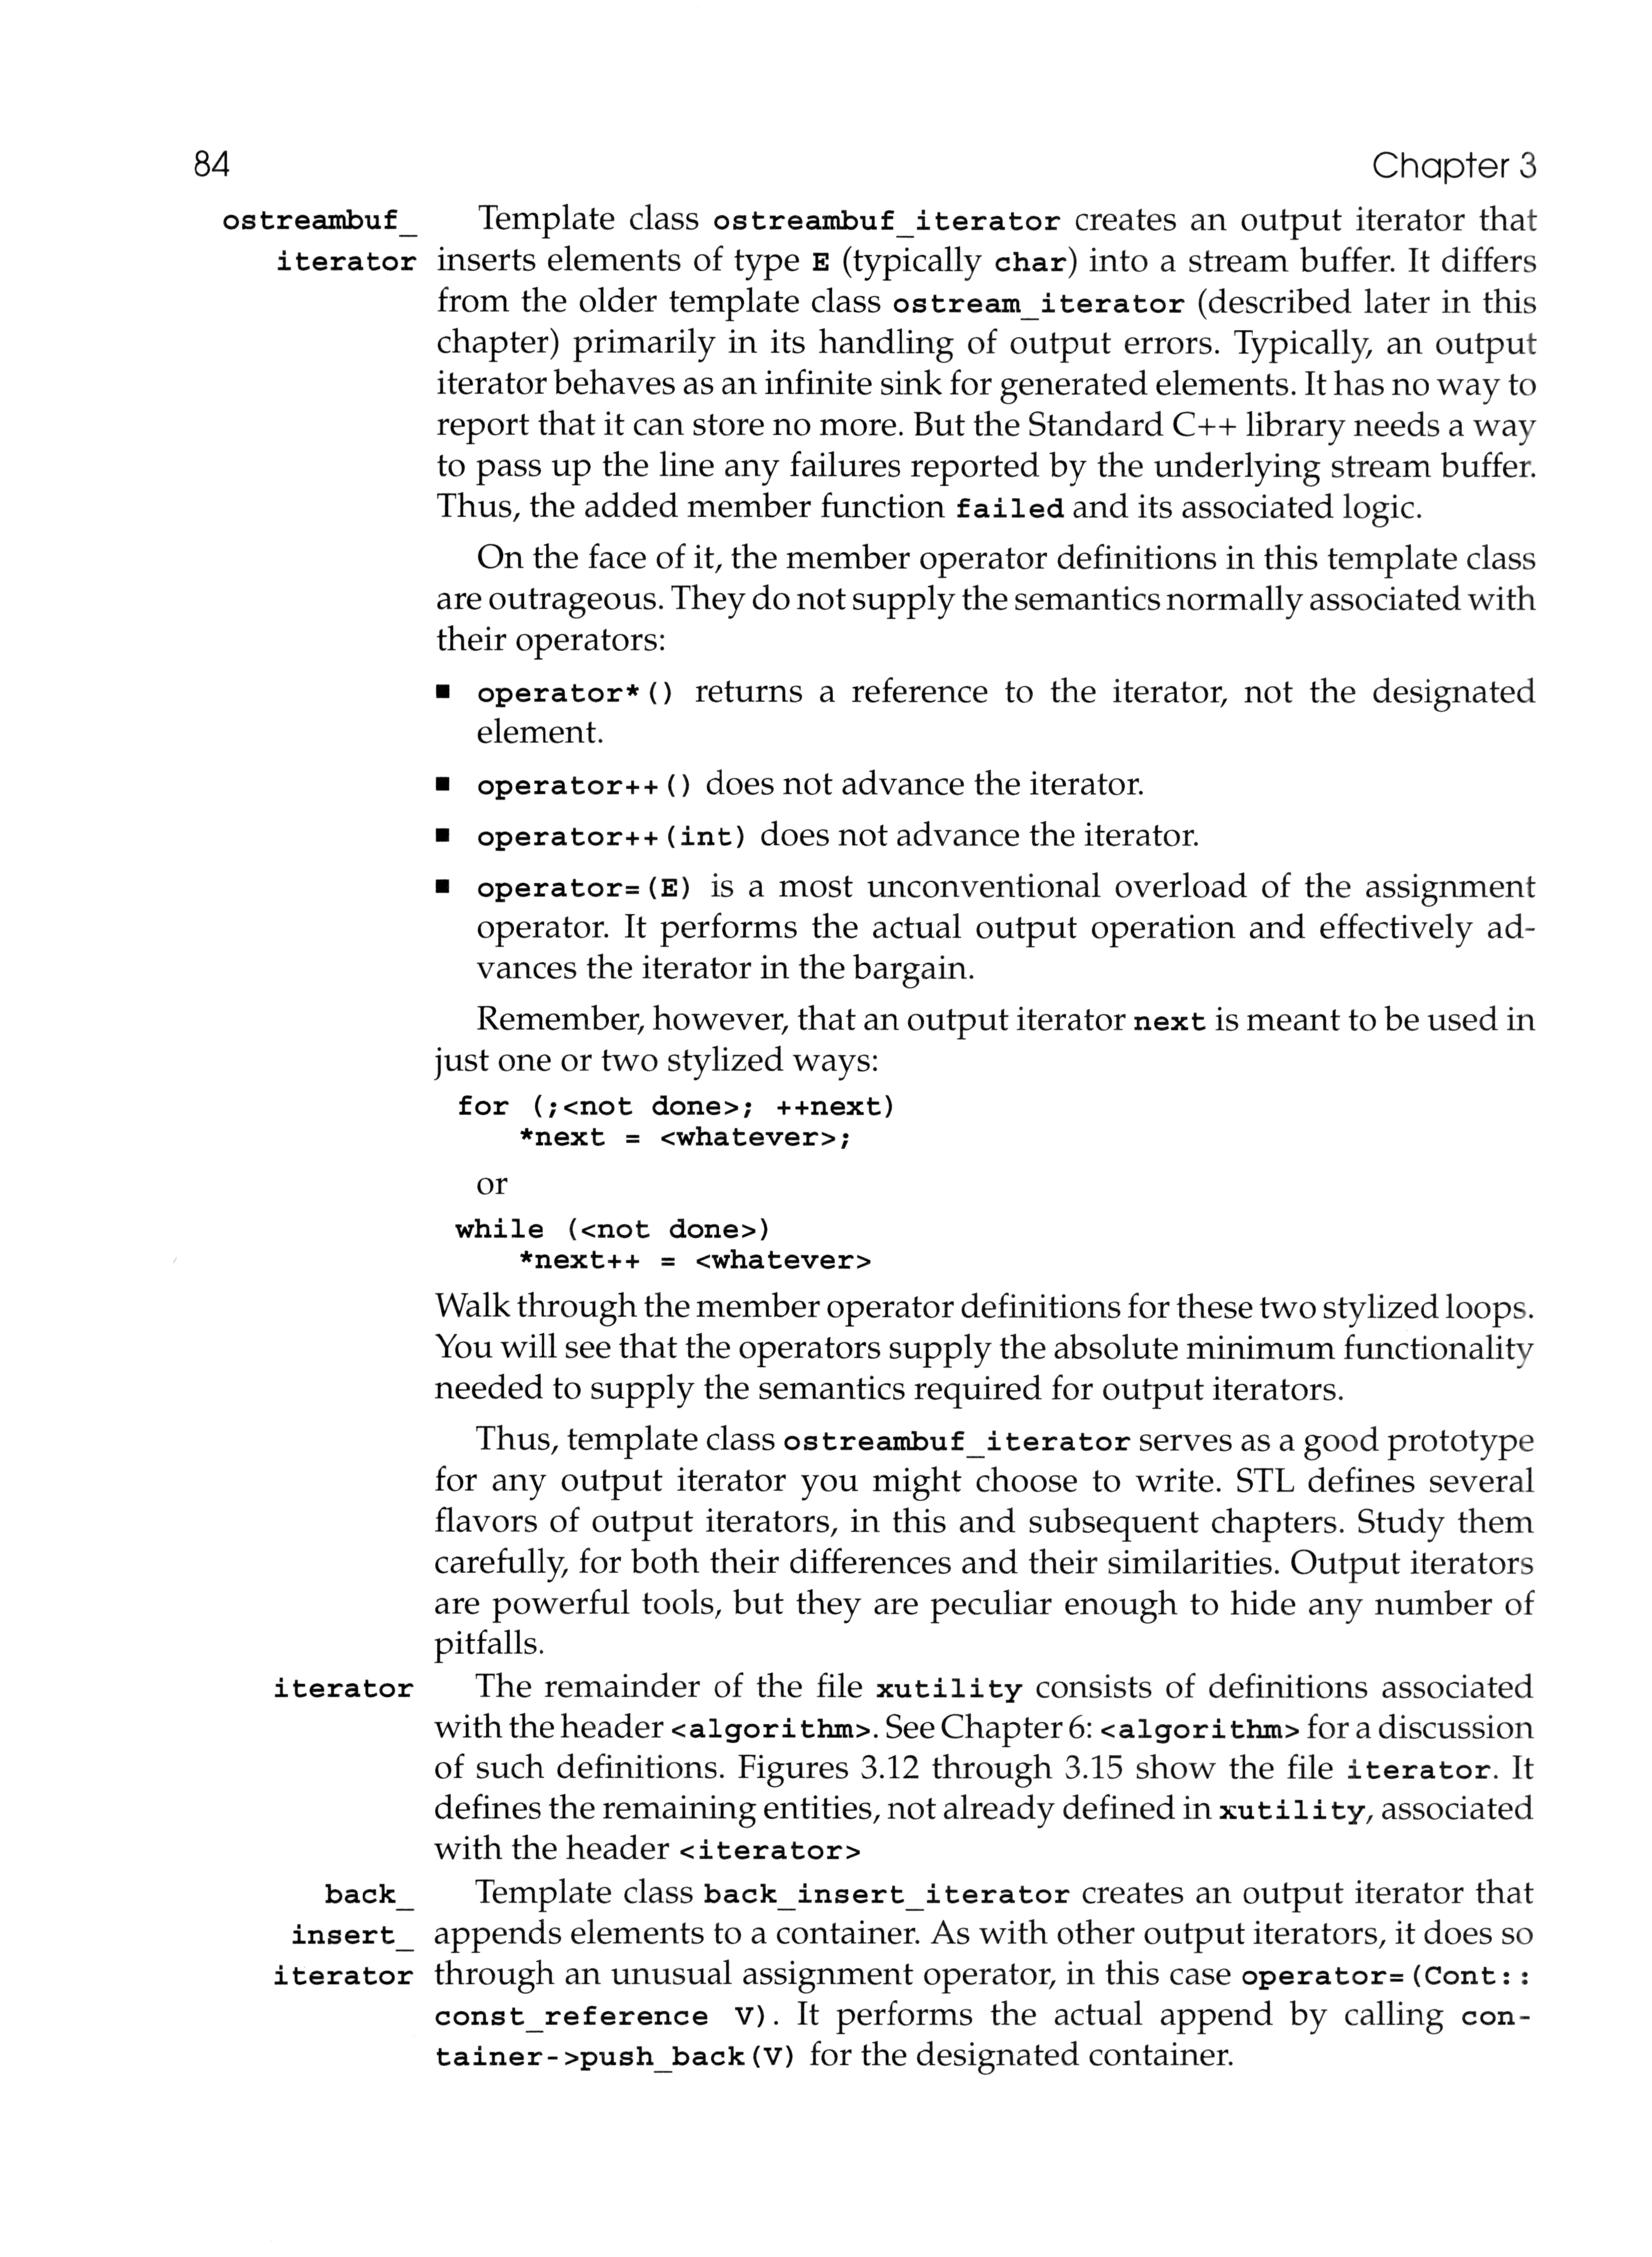 84 Chapter 3
ostreambuf_ Template class ostreambuf_iterator creates an output iterator that
iterator inserts elements of type E (typically char) into a stream buffer. It differs
from the older template class ostream_iterator (described later in this
chapter) primarily in its handling of output errors. Typically, an output
iterator behaves as an infinite sink for generated elements. It has no way to
report that it can store no more. But the Standard C++ library needs a way
to pass up the line any failures reported by the underlying stream buffer.
Thus, the added member function failed and its associated logic.
On the face of it, the member operator definitions in this template class
are outrageous. They do not supply the semantics normally associated with
their operators:
■ operator*() returns a reference to the iterator, not the designated
element.
■ operator++() does not advance the iterator.
■ operator++(int) does not advance the iterator.
■ operator=(E) is a most unconventional overload of the assignment
operator. It performs the actual output operation and effectively ad-
vances the iterator in the bargain.
Remember, however, that an output iterator next is meant to be used in
just one or two stylized ways:
for (;<not done>; ++next)
*next = <whatever>;
or
while (<not done>)
*next++ = <whatever>
Walk through the member operator definitions for these two stylized loops.
You will see that the operators supply the absolute minimum functionality
needed to supply the semantics required for output iterators.
Thus, template class ostreambuf_iterator serves as a good prototype
for any output iterator you might choose to write. STL defines several
flavors of output iterators, in this and subsequent chapters. Study them
carefully, for both their differences and their similarities. Output iterators
are powerful tools, but they are peculiar enough to hide any number of
pitfalls.
iterator The remainder of the file xutility consists of definitions associated
with the header <algorithm>. See Chapter 6: <algorithm> for a discussion
of such definitions. Figures 3.12 through 3.15 show the file iterator. It
defines the remaining entities, not already defined in xutility, associated
with the header <iterator>
back_ Template class back_insert_iterator creates an output iterator that
insert_ appends elements to a container. As with other output iterators, it does so
iterator through an unusual assignment operator, in this case operator=(Cont::
const_reference V). It performs the actual append by calling con-
tainer->push_back(V) for the designated container.